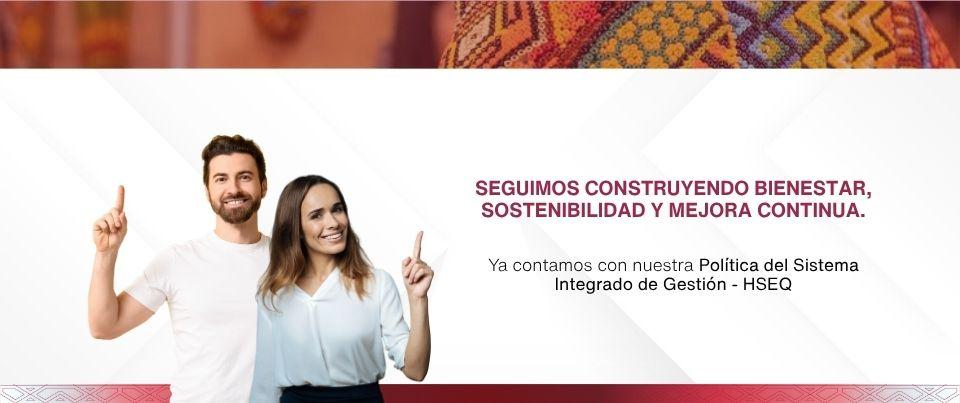 SEGUIMOS CONSTRUYENDO BIENESTAR,
SOSTENIBILIDAD Y MEJORA CONTINUA.
Ya contamos con nuestra Política del Sistema
Integrado de Gestión - HSEQ